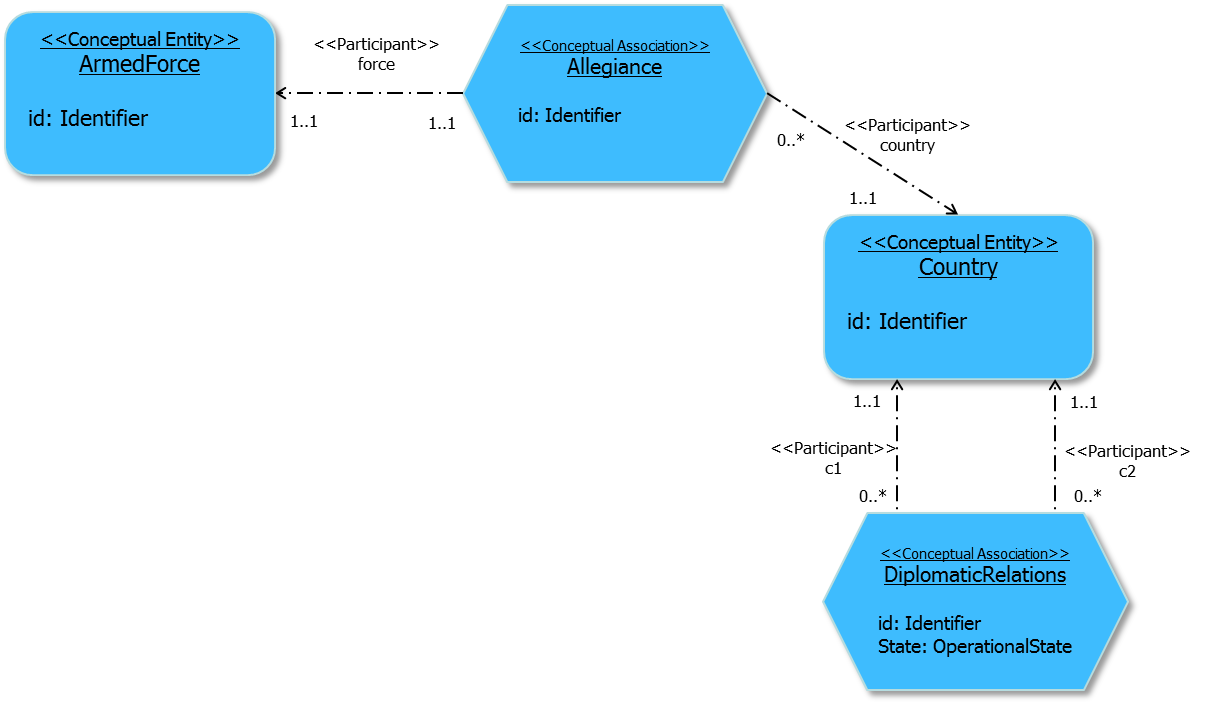 <<Conceptual Entity>>
ArmedForce
id: Identifier
<<Participant>>
force
1..1
1..1
<<Conceptual Association>>
Allegiance
id: Identifier
0..*
<<Participant>>
country
1..1
<<Conceptual Entity>>
Country
id: Identifier
1..1
1..1
<<Participant>>
c1
<<Participant>>
c2
0..*
0..*
<<Conceptual Association>>
DiplomaticRelations
id: Identifier
State: OperationalState